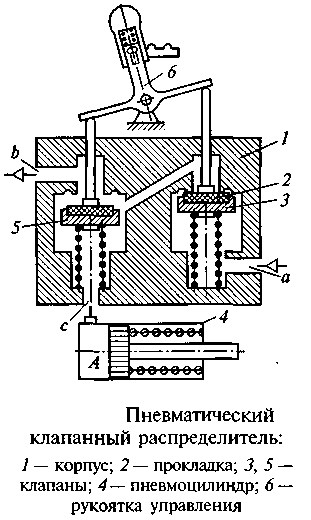 6
b
1
2
3
5
a
c
4
A
Пневматический
клапанный распределитель:
1 — корпус; 2 — прокладка; 3, 5 —
клапаны; 4 — пневмоцилиндр; 6 —
рукоятка управления